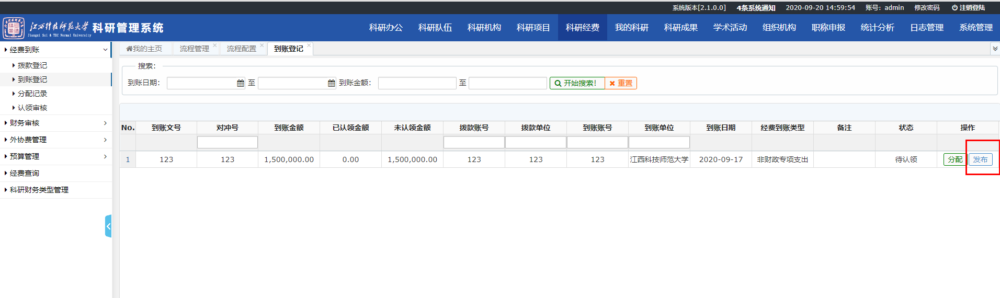 系统版本[2.1.0.0] 4条系统通知 2020-09-20 14:59:54 账号：admin 修改密码 注销登陆
江西科技师范大学 科研管理系统
Jiangxi Sci & TEC Normal University
科研办公 科研队伍 科研机构 科研项目 科研经费 我的科研 科研成果 学术活动 组织机构 职称申报 统计分析 日志管理 系统管理
经费到账
拨款登记
到账登记
分配记录
认领审核
财务审核
外协费管理
预算管理
经费查询
科研财务类型管理
我的主页 流程管理 流程配置 到账登记
搜索：
到账日期： 至 到账金额： 至 开始搜索！ 重置
No. 到账文号 对冲号 到账金额 已认领金额 未认领金额 拨款账号 拨款单位 到账账号 到账单位 到账日期 经费到账类型 备注 状态 操作
1 123 123 1,500,000.00 0.00 1,500,000.00 123 123 123 江西科技师范大学 2020-09-17 非财政专项支出 待认领 分配 发布